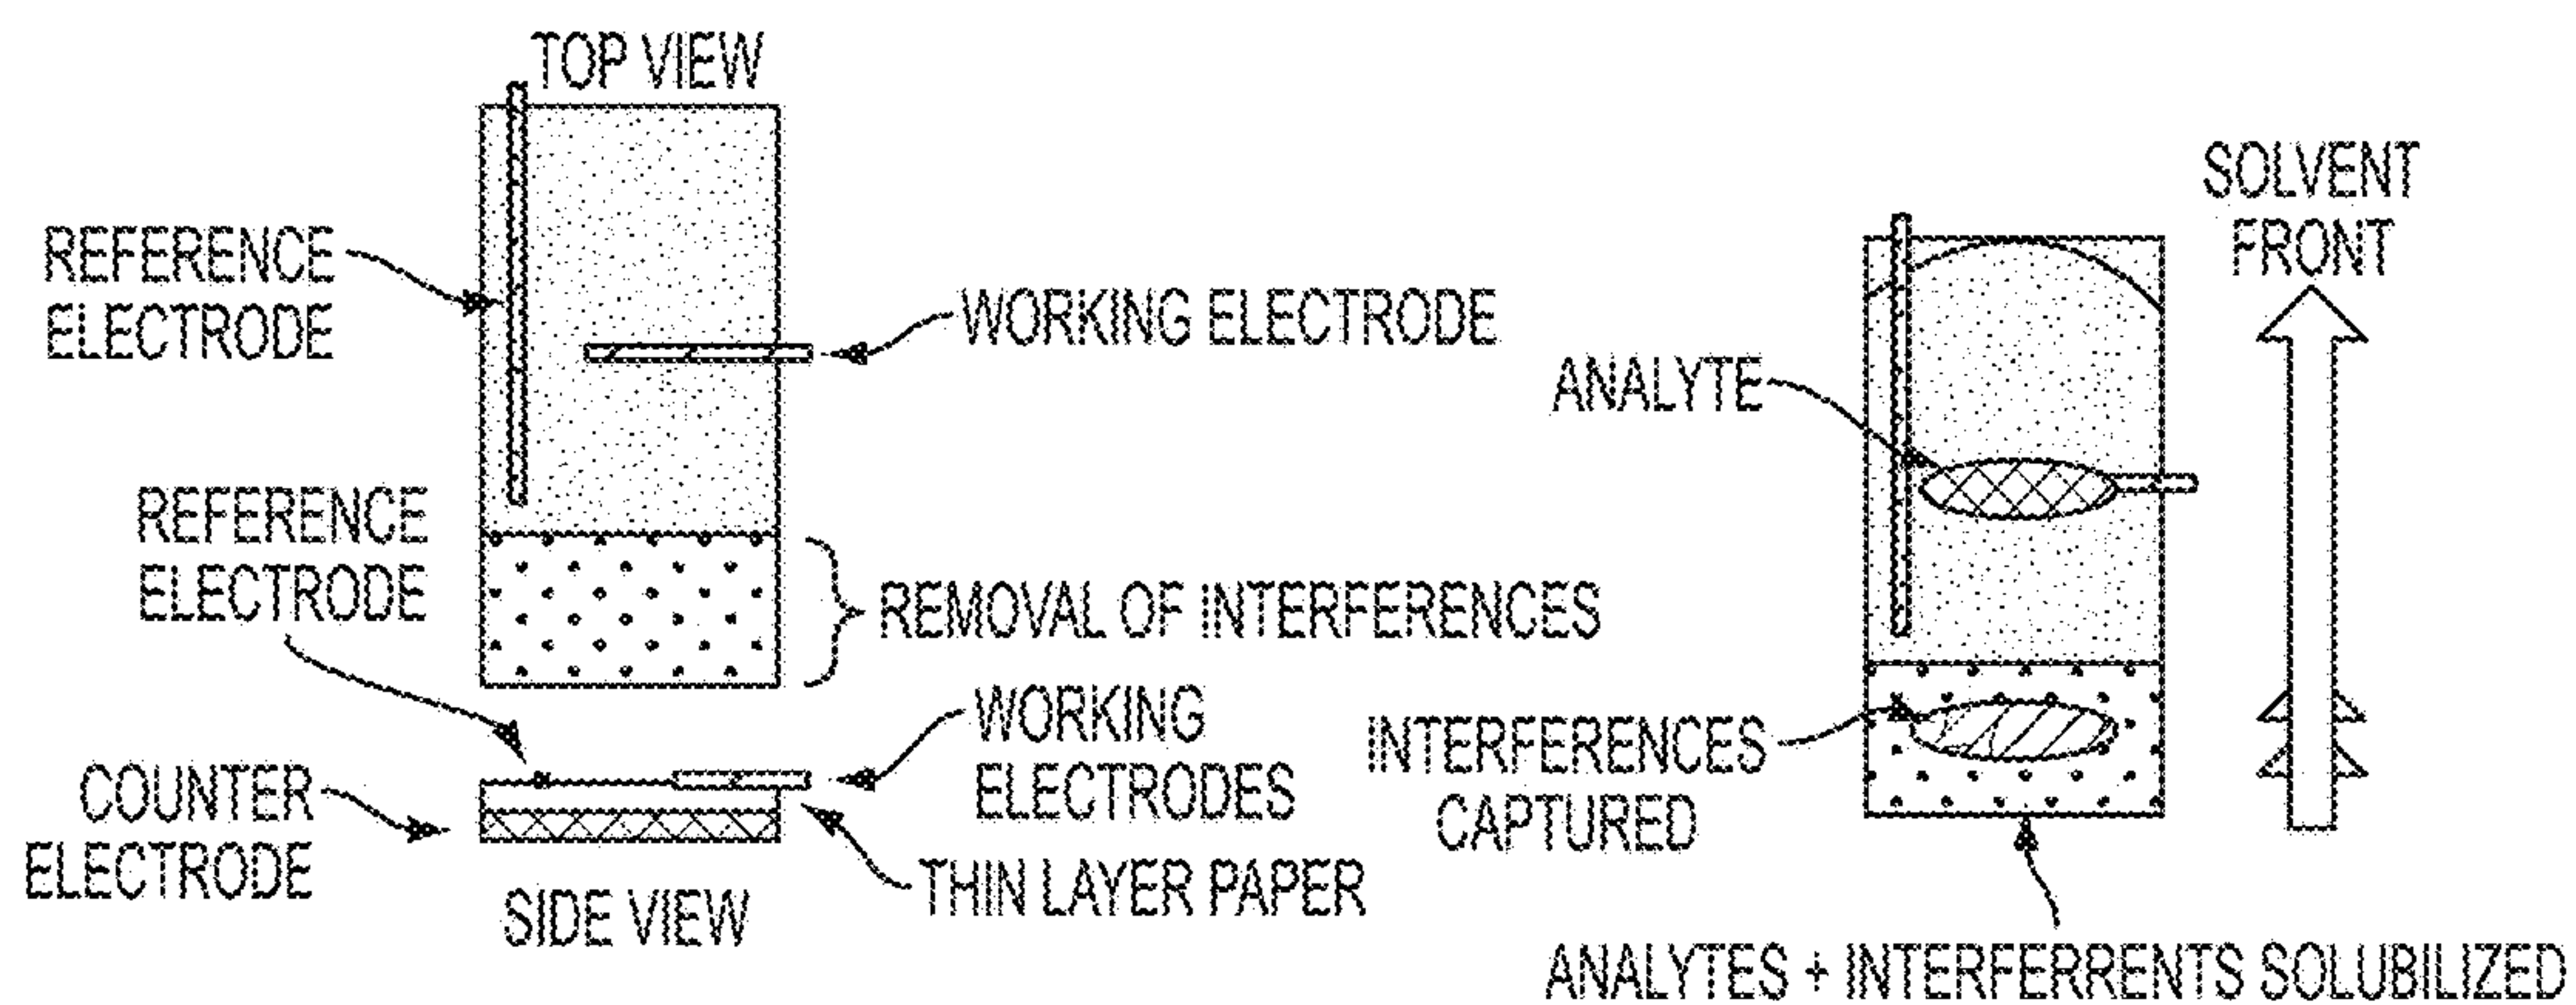 TOP VIEW
REFERENCE
ELECTRODE
WORKING ELECTRODE
REFERENCE
ELECTRODE
REMOVAL OF INTERFERENCES
WORKING
ELECTRODES
COUNTER
ELECTRODE
THIN LAYER PAPER
SIDE VIEW
SOLVENT
FRONT
ANALYTE
INTERFERENCES
CAPTURED
ANALYTES + INTERFERRENTS SOLUBILIZED